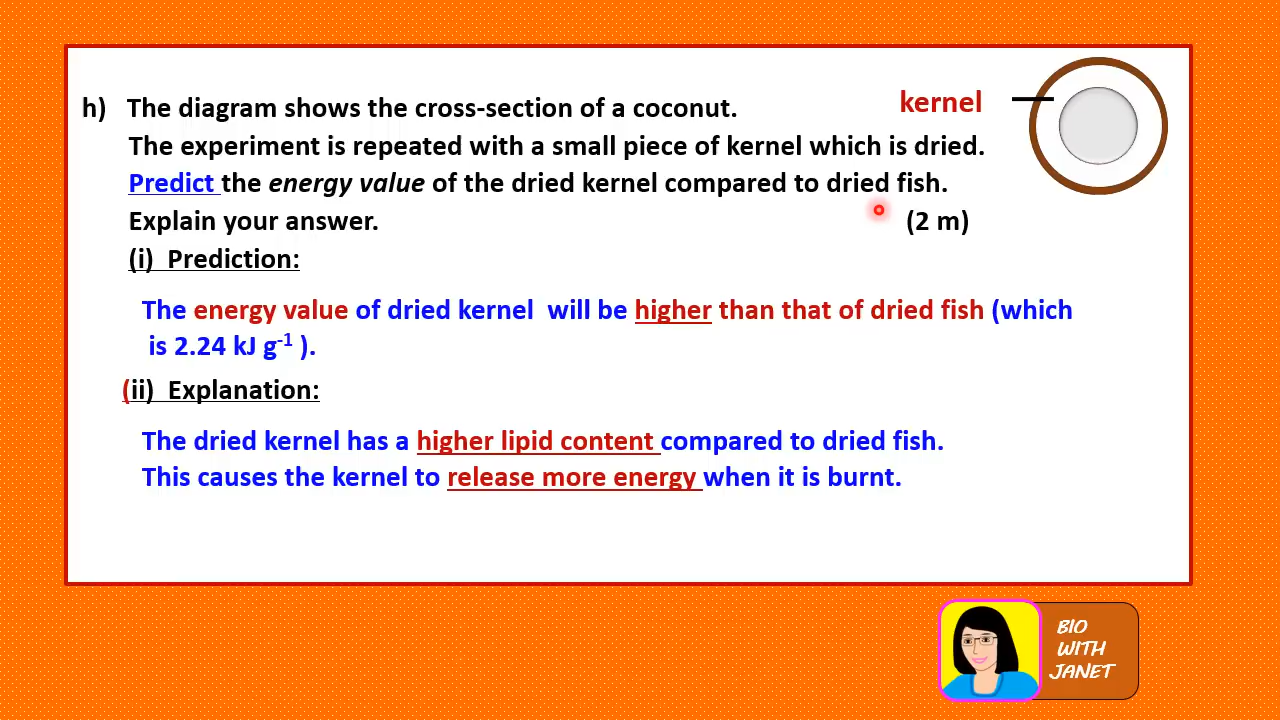 h) The diagram shows the cross-section of a coconut.
kernel
The experiment is repeated with a small piece of kernel which is dried.
Predict the energy value of the dried kernel compared to dried fish.
Explain your answer. (2 m)
(i) Prediction:
The energy value of dried kernel will be higher than that of dried fish (which
is 2.24 kJ g⁻¹ ).
(ii) Explanation:
The dried kernel has a higher lipid content compared to dried fish.
This causes the kernel to release more energy when it is burnt.
BIO
WITH
JANET